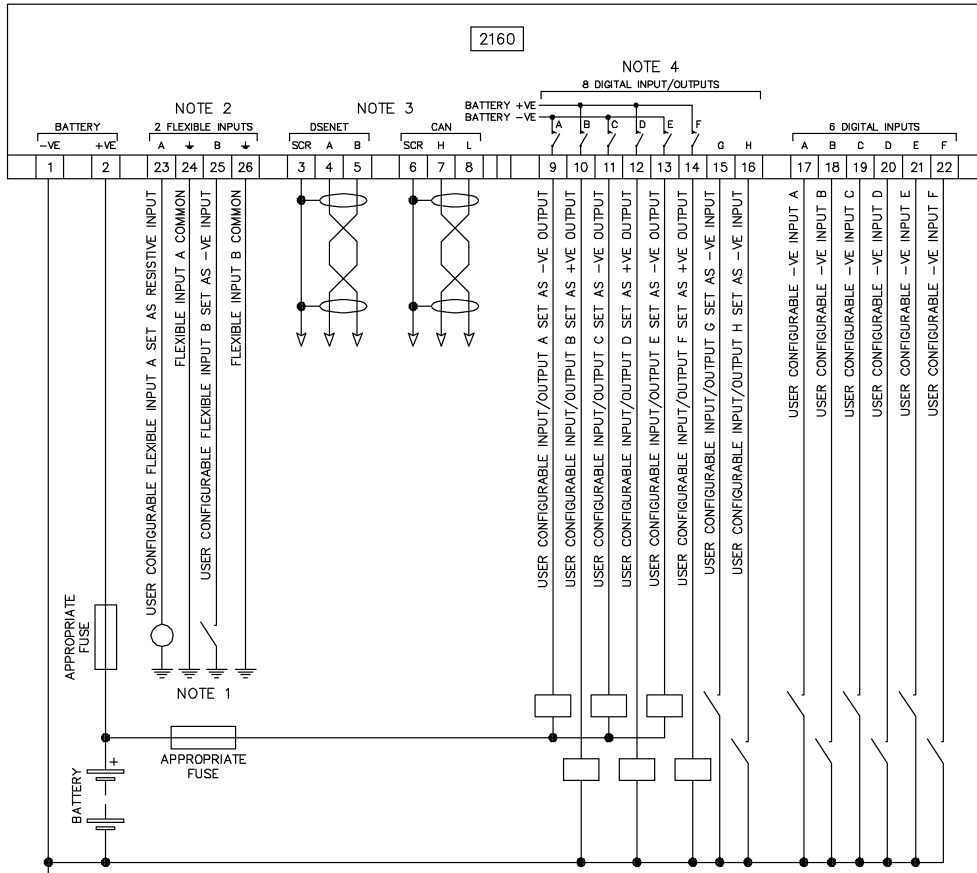 2160
NOTE 4
8 DIGITAL INPUT/OUTPUTS
BATTERY +VE
BATTERY -VE
A B C D E F G H
NOTE 2
NOTE 3
BATTERY
2 FLEXIBLE INPUTS
DSENET
CAN
6 DIGITAL INPUTS
-VE +VE A B SCR A B SCR H L A B C D E F
1 2 23 24 25 26 3 4 5 6 7 8 9 10 11 12 13 14 15 16 17 18 19 20 21 22
USER CONFIGURABLE FLEXIBLE INPUT A SET AS RESISTIVE INPUT
FLEXIBLE INPUT A COMMON
USER CONFIGURABLE FLEXIBLE INPUT B SET AS -VE INPUT
FLEXIBLE INPUT B COMMON
USER CONFIGURABLE INPUT/OUTPUT A SET AS -VE OUTPUT
USER CONFIGURABLE INPUT/OUTPUT B SET AS +VE OUTPUT
USER CONFIGURABLE INPUT/OUTPUT C SET AS -VE OUTPUT
USER CONFIGURABLE INPUT/OUTPUT D SET AS +VE OUTPUT
USER CONFIGURABLE INPUT/OUTPUT E SET AS -VE OUTPUT
USER CONFIGURABLE INPUT/OUTPUT F SET AS +VE OUTPUT
USER CONFIGURABLE INPUT/OUTPUT G SET AS -VE INPUT
USER CONFIGURABLE INPUT/OUTPUT H SET AS -VE INPUT
USER CONFIGURABLE -VE INPUT A
USER CONFIGURABLE -VE INPUT B
USER CONFIGURABLE -VE INPUT C
USER CONFIGURABLE -VE INPUT D
USER CONFIGURABLE -VE INPUT E
USER CONFIGURABLE -VE INPUT F
APPROPRIATE
FUSE
NOTE 1
APPROPRIATE
FUSE
+
BATTERY